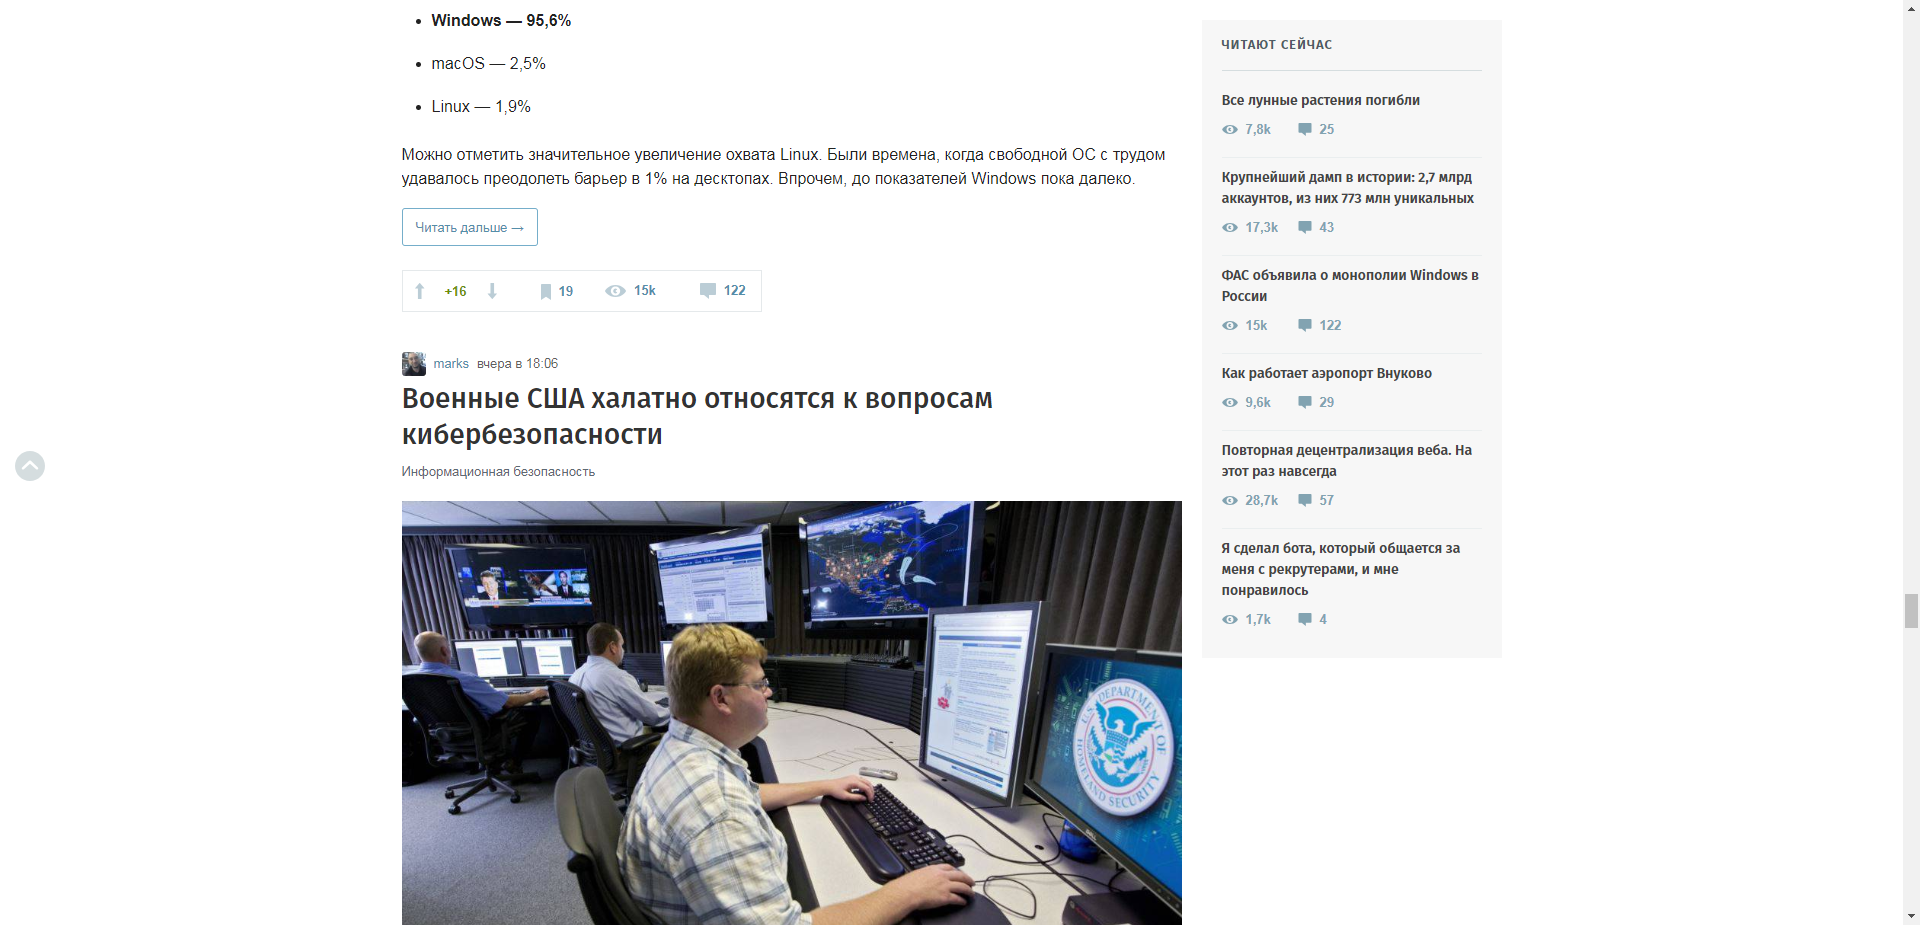 Windows — 95,6%
macOS — 2,5%
Linux — 1,9%
Можно отметить значительное увеличение охвата Linux. Были времена, когда свободной ОС с трудом
удавалось преодолеть барьер в 1% на десктопах. Впрочем, до показателей Windows пока далеко.
Читать дальше →
+16 19 15k 122
marks вчера в 18:06
Военные США халатно относятся к вопросам
кибербезопасности
Информационная безопасность
U.S. DEPARTMENT OF
HOMELAND SECURITY
DELL
ЧИТАЮТ СЕЙЧАС
Все лунные растения погибли
7,8k 25
Крупнейший дамп в истории: 2,7 млрд
аккаунтов, из них 773 млн уникальных
17,3k 43
ФАС объявила о монополии Windows в
России
15k 122
Как работает аэропорт Внуково
9,6k 29
Повторная децентрализация веба. На
этот раз навсегда
28,7k 57
Я сделал бота, который общается за
меня с рекрутерами, и мне
понравилось
1,7k 4